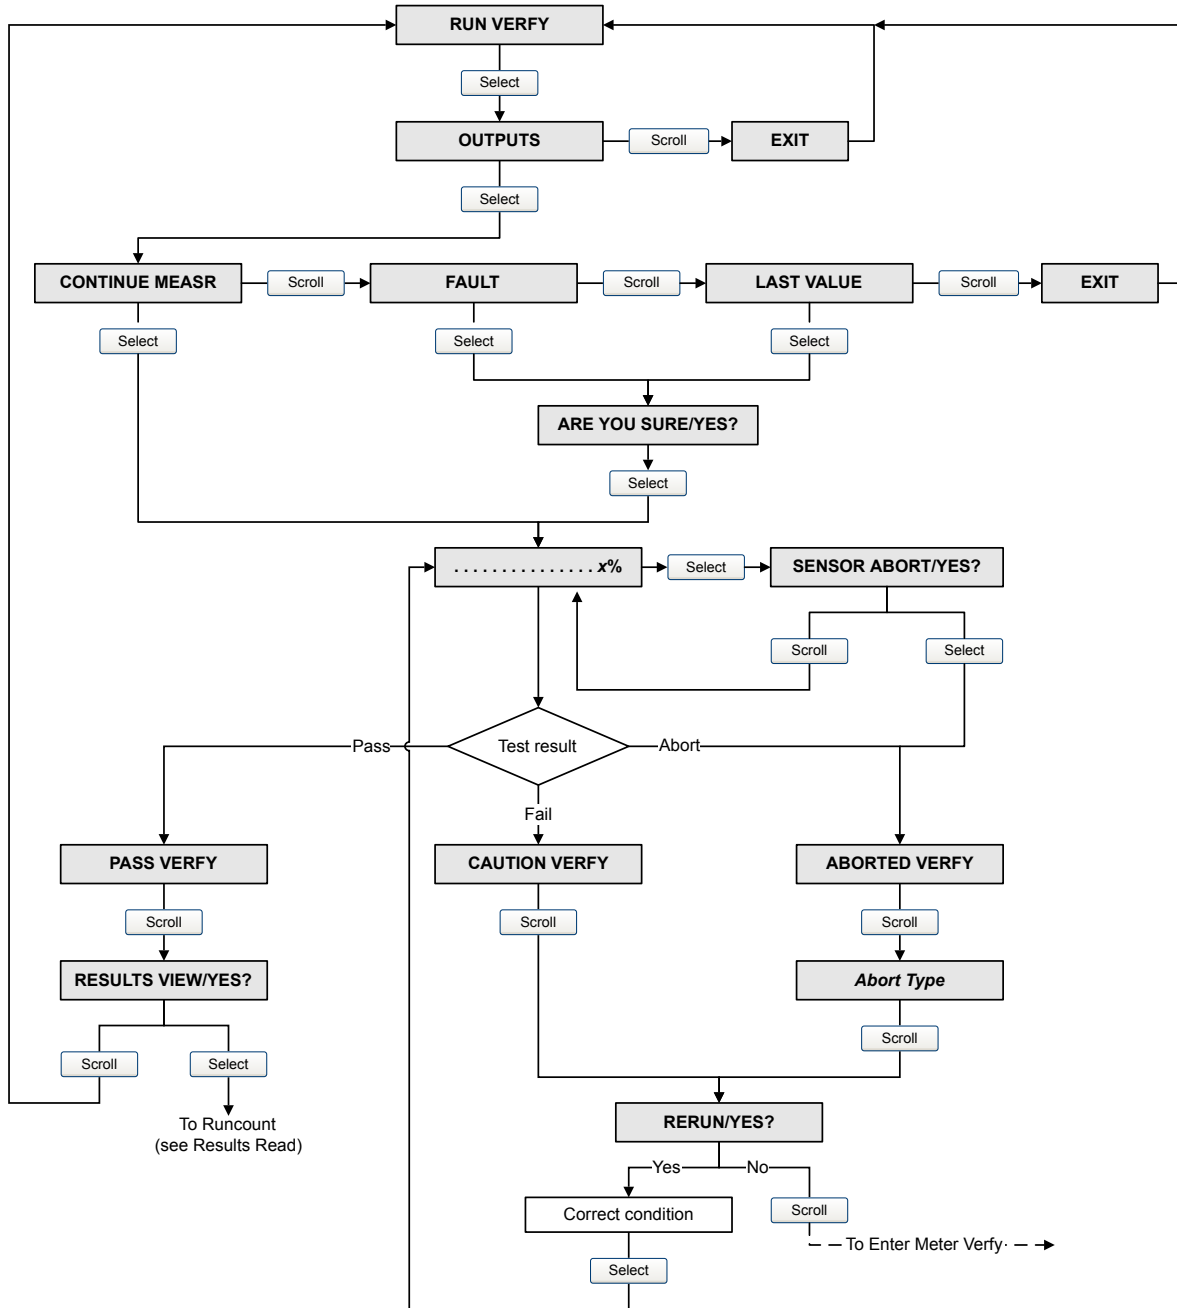 RUN VERFY
Select
OUTPUTS
Scroll
EXIT
Select
CONTINUE MEASR
Scroll
FAULT
Scroll
LAST VALUE
Scroll
EXIT
Select
Select
Select
ARE YOU SURE/YES?
Select
. . . . . . . . . . . . . . . x%
Select
SENSOR ABORT/YES?
Scroll
Select
Pass
Test result
Abort
Fail
PASS VERFY
CAUTION VERFY
ABORTED VERFY
Scroll
Scroll
Scroll
RESULTS VIEW/YES?
Abort Type
Scroll
Select
Scroll
To Runcount
(see Results Read)
RERUN/YES?
Yes
No
Correct condition
Scroll
To Enter Meter Verfy
Select